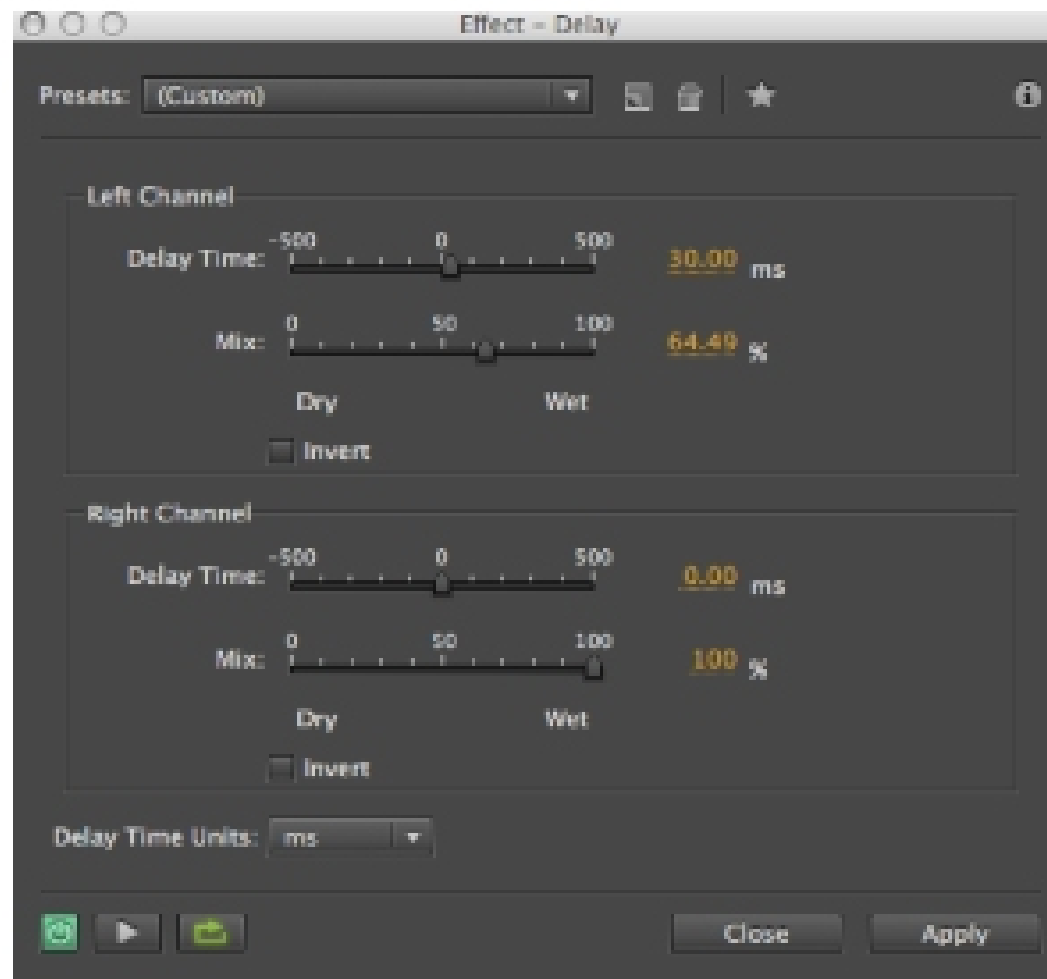 Effect – Delay
Presets: (Custom)
Left Channel
-500 0 500
Delay Time: 30.00 ms
0 50 100
Mix: 64.49 %
Dry Wet
Invert
Right Channel
-500 0 500
Delay Time: 0.00 ms
0 50 100
Mix: 100 %
Dry Wet
Invert
Delay Time Units: ms
Close Apply